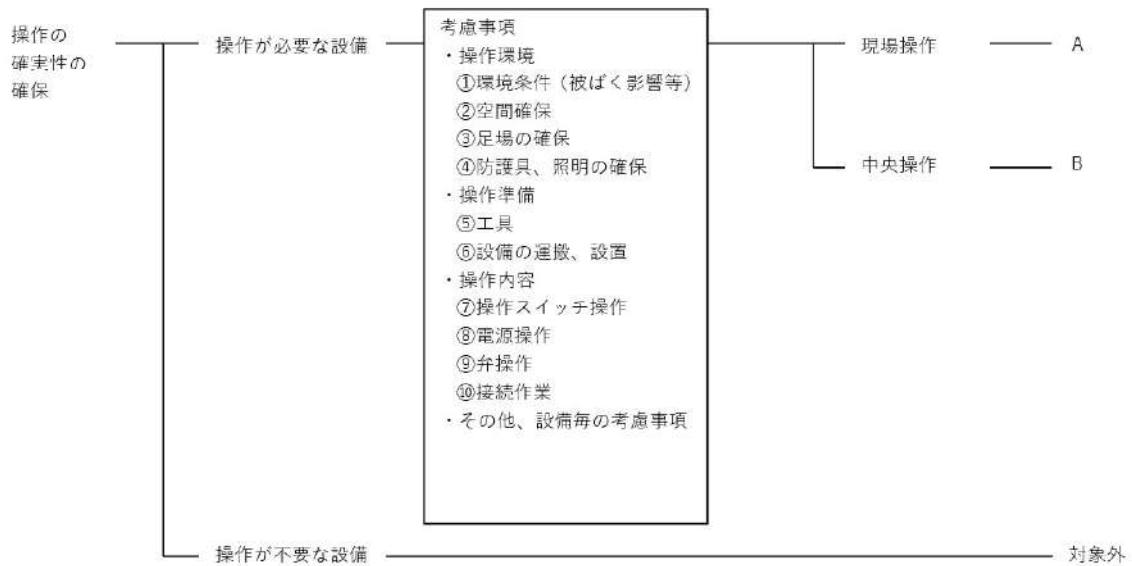 操作の
確実性の
確保
操作が必要な設備
考慮事項
・操作環境
①環境条件（被ばく影響等）
②空間確保
③足場の確保
④防護具、照明の確保
・操作準備
⑤工具
⑥設備の運搬、設置
・操作内容
⑦操作スイッチ操作
⑧電源操作
⑨弁操作
⑩接続作業
・その他、設備毎の考慮事項
現場操作
A
中央操作
B
操作が不要な設備
対象外